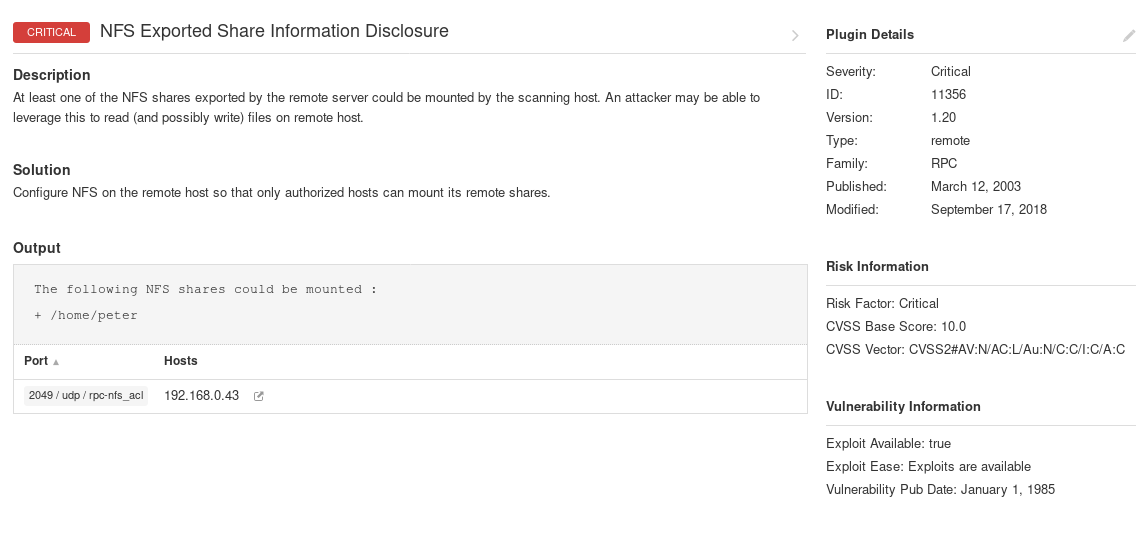 CRITICAL NFS Exported Share Information Disclosure
Description
At least one of the NFS shares exported by the remote server could be mounted by the scanning host. An attacker may be able to
leverage this to read (and possibly write) files on remote host.
Solution
Configure NFS on the remote host so that only authorized hosts can mount its remote shares.
Output
The following NFS shares could be mounted :
+ /home/peter
Port ▲ Hosts
2049 / udp / rpc-nfs_acl 192.168.0.43
Plugin Details
Severity: Critical
ID: 11356
Version: 1.20
Type: remote
Family: RPC
Published: March 12, 2003
Modified: September 17, 2018
Risk Information
Risk Factor: Critical
CVSS Base Score: 10.0
CVSS Vector: CVSS2#AV:N/AC:L/Au:N/C:C/I:C/A:C
Vulnerability Information
Exploit Available: true
Exploit Ease: Exploits are available
Vulnerability Pub Date: January 1, 1985